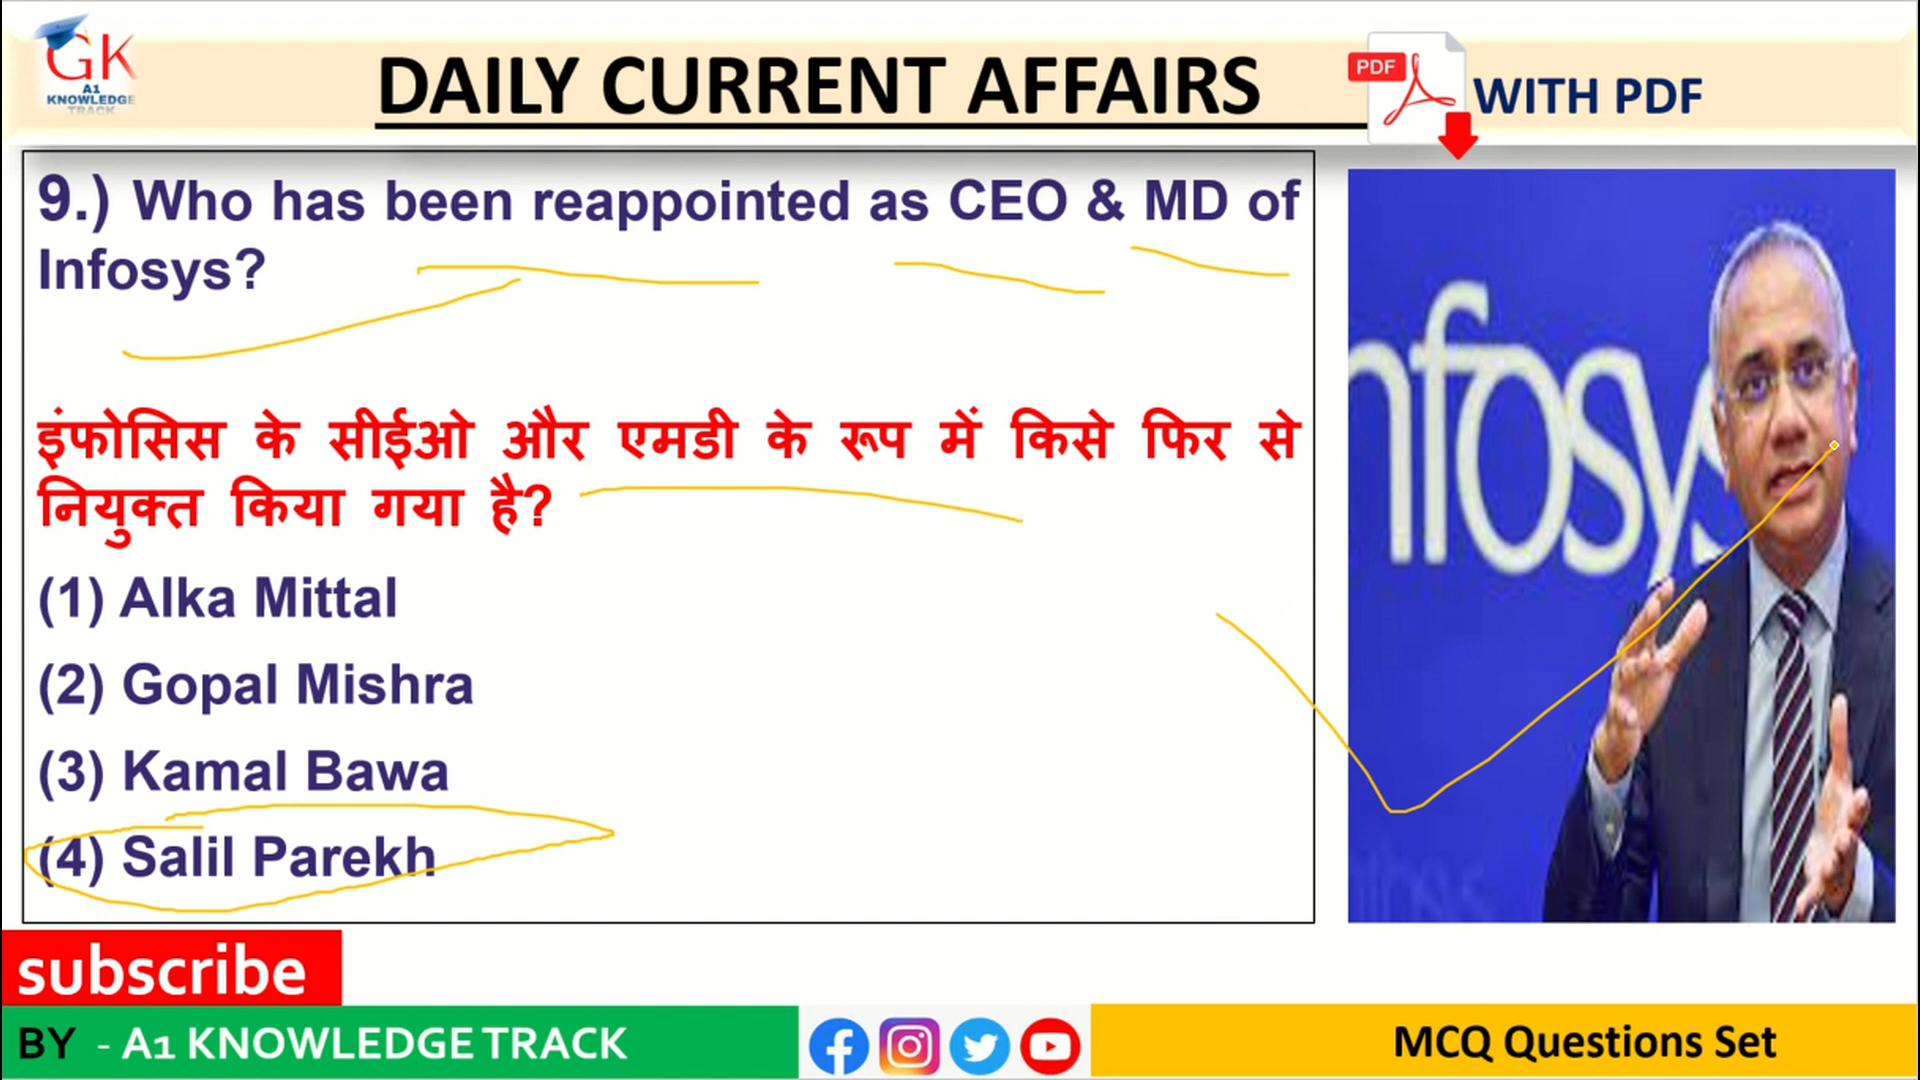 GK
A1
KNOWLEDGE
TRACK
DAILY CURRENT AFFAIRS
PDF
WITH PDF
9.) Who has been reappointed as CEO & MD of
Infosys?
इंफोसिस के सीईओ और एमडी के रूप में किसे फिर से
नियुक्त किया गया है?
(1) Alka Mittal
(2) Gopal Mishra
(3) Kamal Bawa
(4) Salil Parekh
nfosys
subscribe
BY - A1 KNOWLEDGE TRACK
MCQ Questions Set